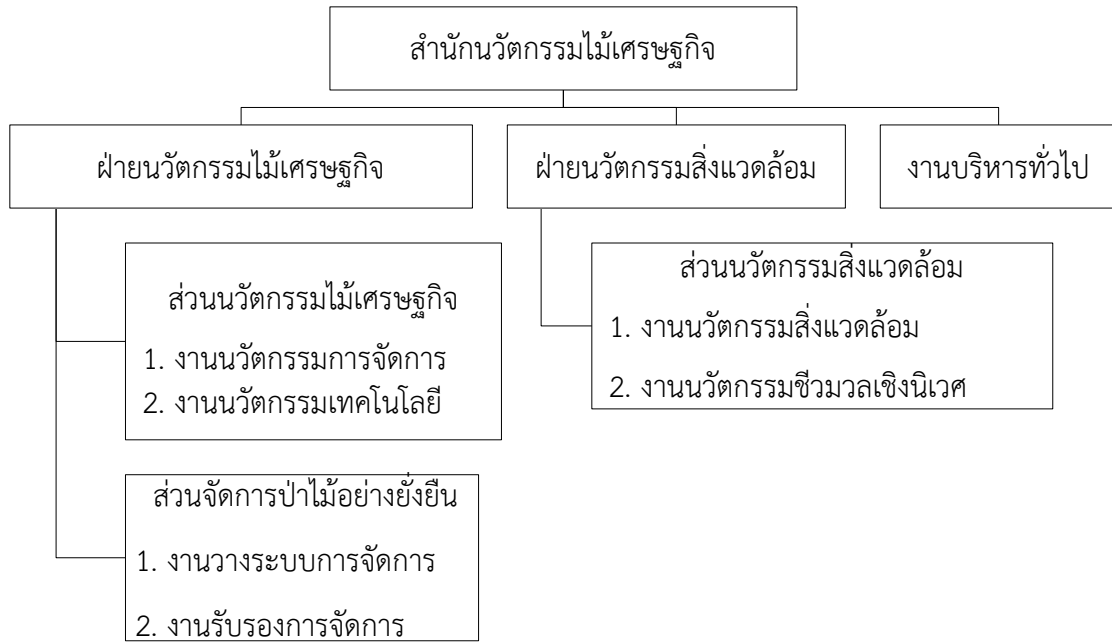 สำนักนวัตกรรมไม้เศรษฐกิจ
ฝ่ายนวัตกรรมไม้เศรษฐกิจ
ฝ่ายนวัตกรรมสิ่งแวดล้อม
งานบริหารทั่วไป
ส่วนนวัตกรรมไม้เศรษฐกิจ
1. งานนวัตกรรมการจัดการ
2. งานนวัตกรรมเทคโนโลยี
ส่วนจัดการป่าไม้อย่างยั่งยืน
1. งานวางระบบการจัดการ
2. งานรับรองการจัดการ
ส่วนนวัตกรรมสิ่งแวดล้อม
1. งานนวัตกรรมสิ่งแวดล้อม
2. งานนวัตกรรมชีวมวลเชิงนิเวศ